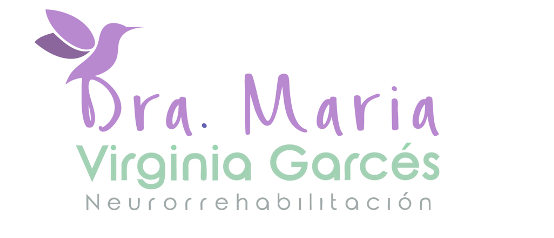 Dra. Maria
Virginia Garcés
Neurorrehabilitación